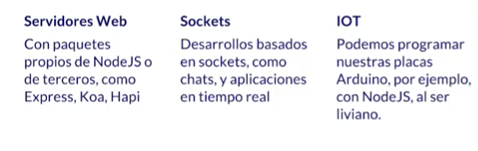 Servidores Web
Con paquetes
propios de NodeJS o
de terceros, como
Express, Koa, Hapi
Sockets
Desarrollos basados
en sockets, como
chats, y aplicaciones
en tiempo real
IOT
Podemos programar
nuestras placas
Arduino, por ejemplo,
con NodeJS, al ser
liviano.